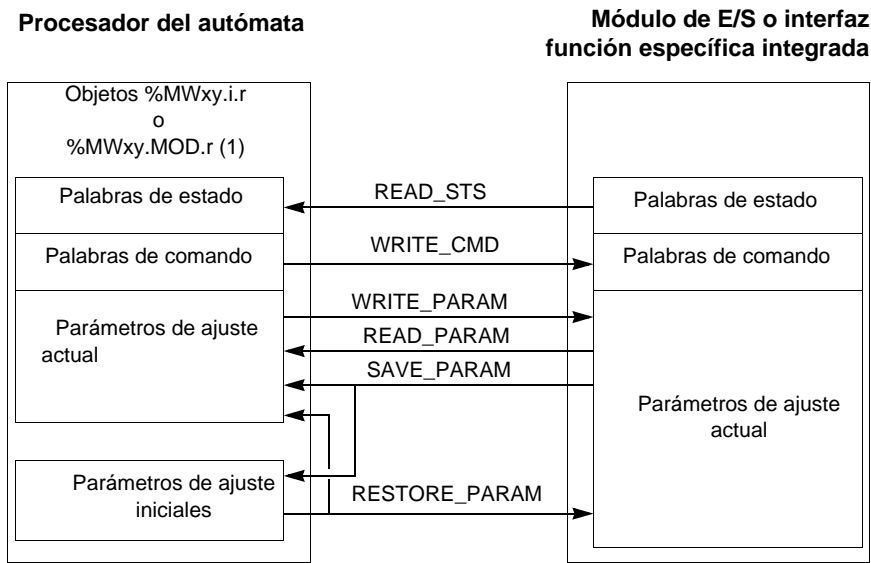 Procesador del autómata
Módulo de E/S o interfaz
función específica integrada
Objetos %MWxy.i.r
o
%MWxy.MOD.r (1)
Palabras de estado
READ_STS
Palabras de estado
Palabras de comando
WRITE_CMD
Palabras de comando
WRITE_PARAM
Parámetros de ajuste
actual
READ_PARAM
SAVE_PARAM
Parámetros de ajuste
actual
Parámetros de ajuste
iniciales
RESTORE_PARAM